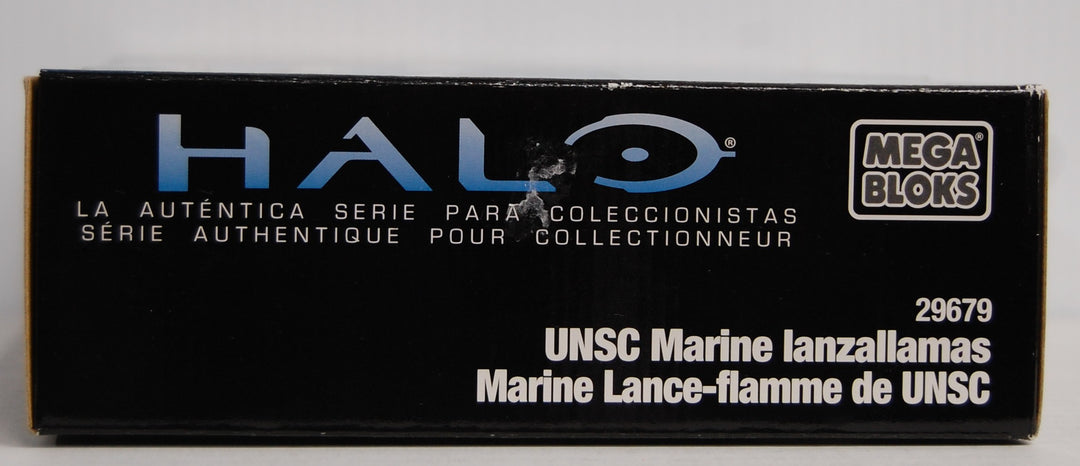 HALO®
LA AUTÉNTICA SERIE PARA COLECCIONISTAS
SÉRIE AUTHENTIQUE POUR COLLECTIONNEUR
MEGA®
BLOKS
29679
UNSC Marine lanzallamas
Marine Lance-flamme de UNSC